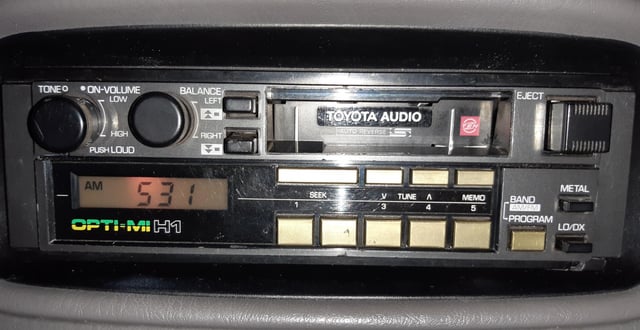 TONE
ON-VOLUME
LOW
HIGH
PUSH LOUD
BALANCE
LEFT
RIGHT
TOYOTA AUDIO
AUTO REVERSE
EJECT
AM 531
OPTI-MI H1
SEEK TUNE MEMO
1 3 4 5
BAND
PROGRAM
METAL
LO/DX